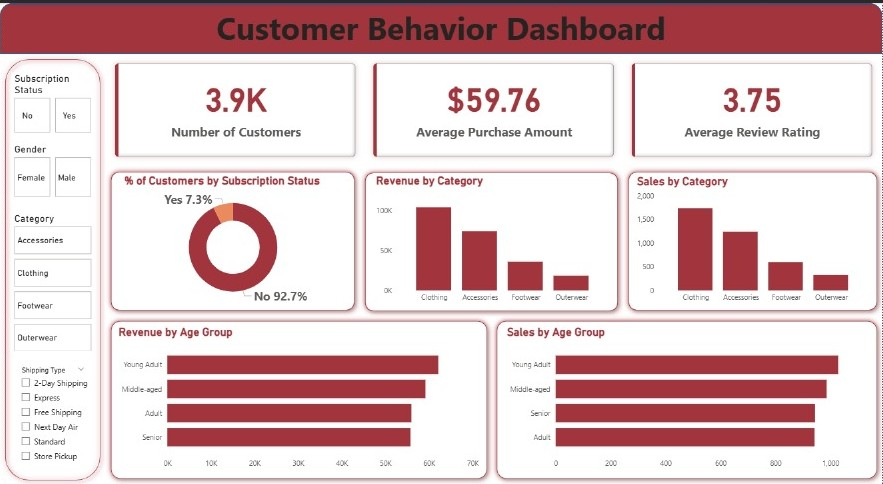 Customer Behavior Dashboard
Subscription
Status
No
Yes
Gender
Female
Male
Category
Accessories
Clothing
Footwear
Outerwear
Shipping Type
2-Day Shipping
Express
Free Shipping
Next Day Air
Standard
Store Pickup
3.9K
Number of Customers
$59.76
Average Purchase Amount
3.75
Average Review Rating
% of Customers by Subscription Status
Yes 7.3%
No 92.7%
Revenue by Category
100K
50K
0K
Clothing
Accessories
Footwear
Outerwear
Sales by Category
2,000
1,500
1,000
500
0
Clothing
Accessories
Footwear
Outerwear
Revenue by Age Group
Young Adult
Middle-aged
Adult
Senior
0K
10K
20K
30K
40K
50K
60K
70K
Sales by Age Group
Young Adult
Middle-aged
Senior
Adult
0
200
400
600
800
1,000